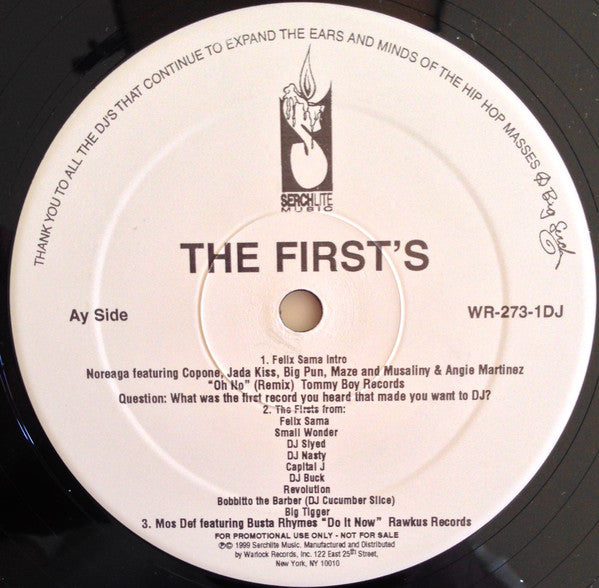 THANK YOU TO ALL THE DJ'S THAT CONTINUE TO EXPAND THE EARS AND MINDS OF THE HIP HOP MASSES Big Serch
SERCHLITE
MUSIC
THE FIRST'S
Ay Side
WR-273-1DJ
1. Felix Sama Intro
Noreaga featuring Copone, Jada Kiss, Big Pun, Maze and Musaliny & Angie Martinez
"Oh No" (Remix) Tommy Boy Records
Question: What was the first record you heard that made you want to DJ?
2. The Firsts from:
Felix Sama
Small Wonder
DJ Slyed
DJ Nasty
Capital J
DJ Buck
Revolution
Bobbitto the Barber (DJ Cucumber Slice)
Big Tigger
3. Mos Def featuring Busta Rhymes "Do It Now" Rawkus Records
FOR PROMOTIONAL USE ONLY - NOT FOR SALE
℗© 1999 Serchlite Music. Manufactured and Distributed
by Warlock Records, Inc. 122 East 25th Street,
New York, NY 10010